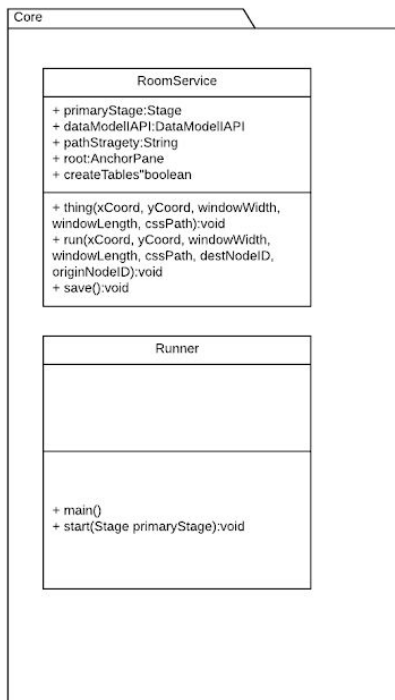 Core
RoomService
+ primaryStage:Stage
+ dataModelIAPI:DataModelIAPI
+ pathStragety:String
+ root:AnchorPane
+ createTables"boolean
+ thing(xCoord, yCoord, windowWidth,
windowLength, cssPath):void
+ run(xCoord, yCoord, windowWidth,
windowLength, cssPath, destNodeID,
originNodeID):void
+ save():void
Runner
+ main()
+ start(Stage primaryStage):void